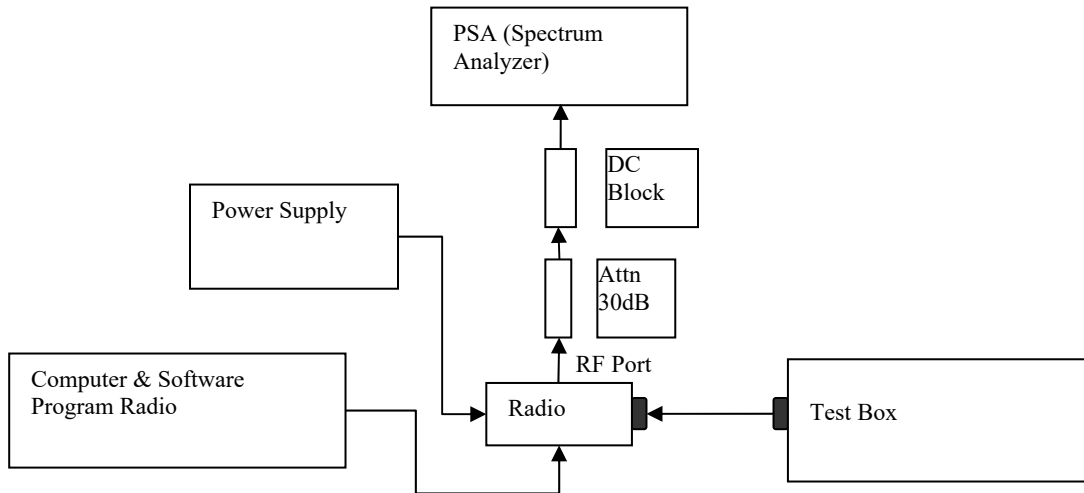 PSA (Spectrum
Analyzer)
DC
Block
Power Supply
Attn
30dB
RF Port
Computer & Software
Program Radio
Radio
Test Box